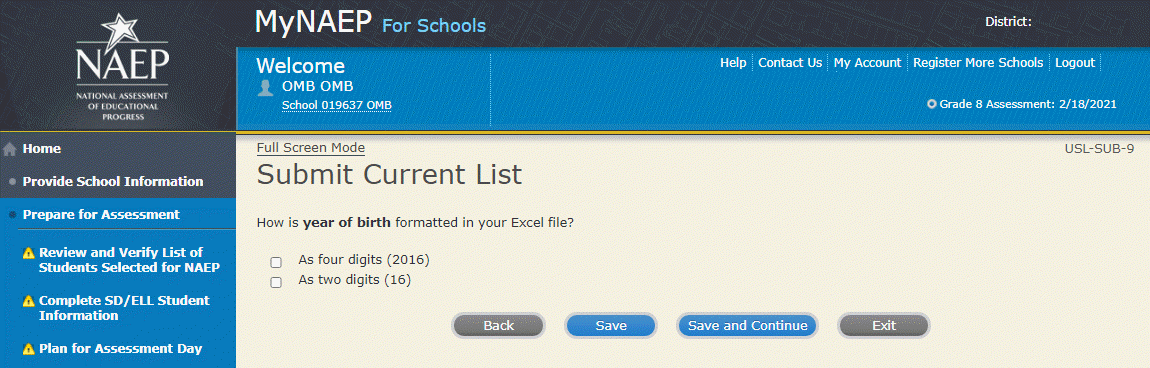 MyNAEP For Schools
District:
NAEP
NATIONAL ASSESSMENT
OF EDUCATIONAL
PROGRESS
Welcome
OMB OMB
School 019637 OMB
Help
Contact Us
My Account
Register More Schools
Logout
Grade 8 Assessment: 2/18/2021
Home
Provide School Information
Prepare for Assessment
Review and Verify List of
Students Selected for NAEP
Complete SD/ELL Student
Information
Plan for Assessment Day
Full Screen Mode
USL-SUB-9
Submit Current List
How is year of birth formatted in your Excel file?
As four digits (2016)
As two digits (16)
Back
Save
Save and Continue
Exit